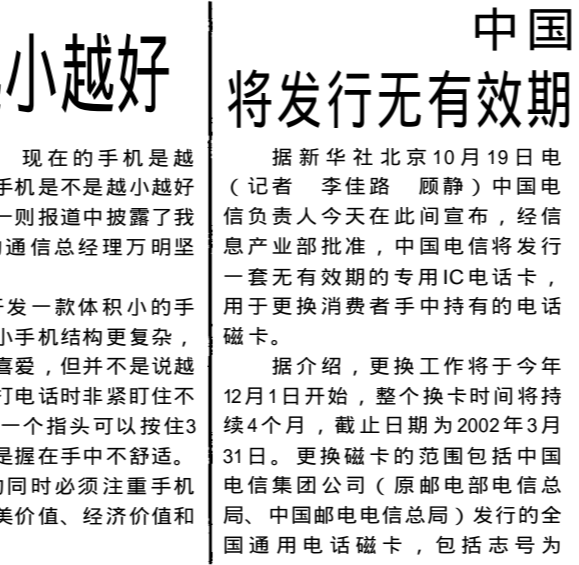 小越好
现在的手机是越
手机是不是越小越好
一则报道中披露了我
通信总经理万明坚
开发一款体积小的手
小手机结构更复杂，
喜爱，但并不是说越
打电话时非紧盯住不
一个指头可以按住3
是握在手中不舒适。
的同时必须注重手机
美价值、经济价值和
中国
将发行无有效期
据新华社北京10月19日电
（记者 李佳路 顾静）中国电
信负责人今天在此间宣布，经信
息产业部批准，中国电信将发行
一套无有效期的专用IC电话卡，
用于更换消费者手中持有的电话
磁卡。
据介绍，更换工作将于今年
12月1日开始，整个换卡时间将持
续4个月，截止日期为2002年3月
31日。更换磁卡的范围包括中国
电信集团公司（原邮电部电信总
局、中国邮电电信总局）发行的全
国通用电话磁卡，包括志号为